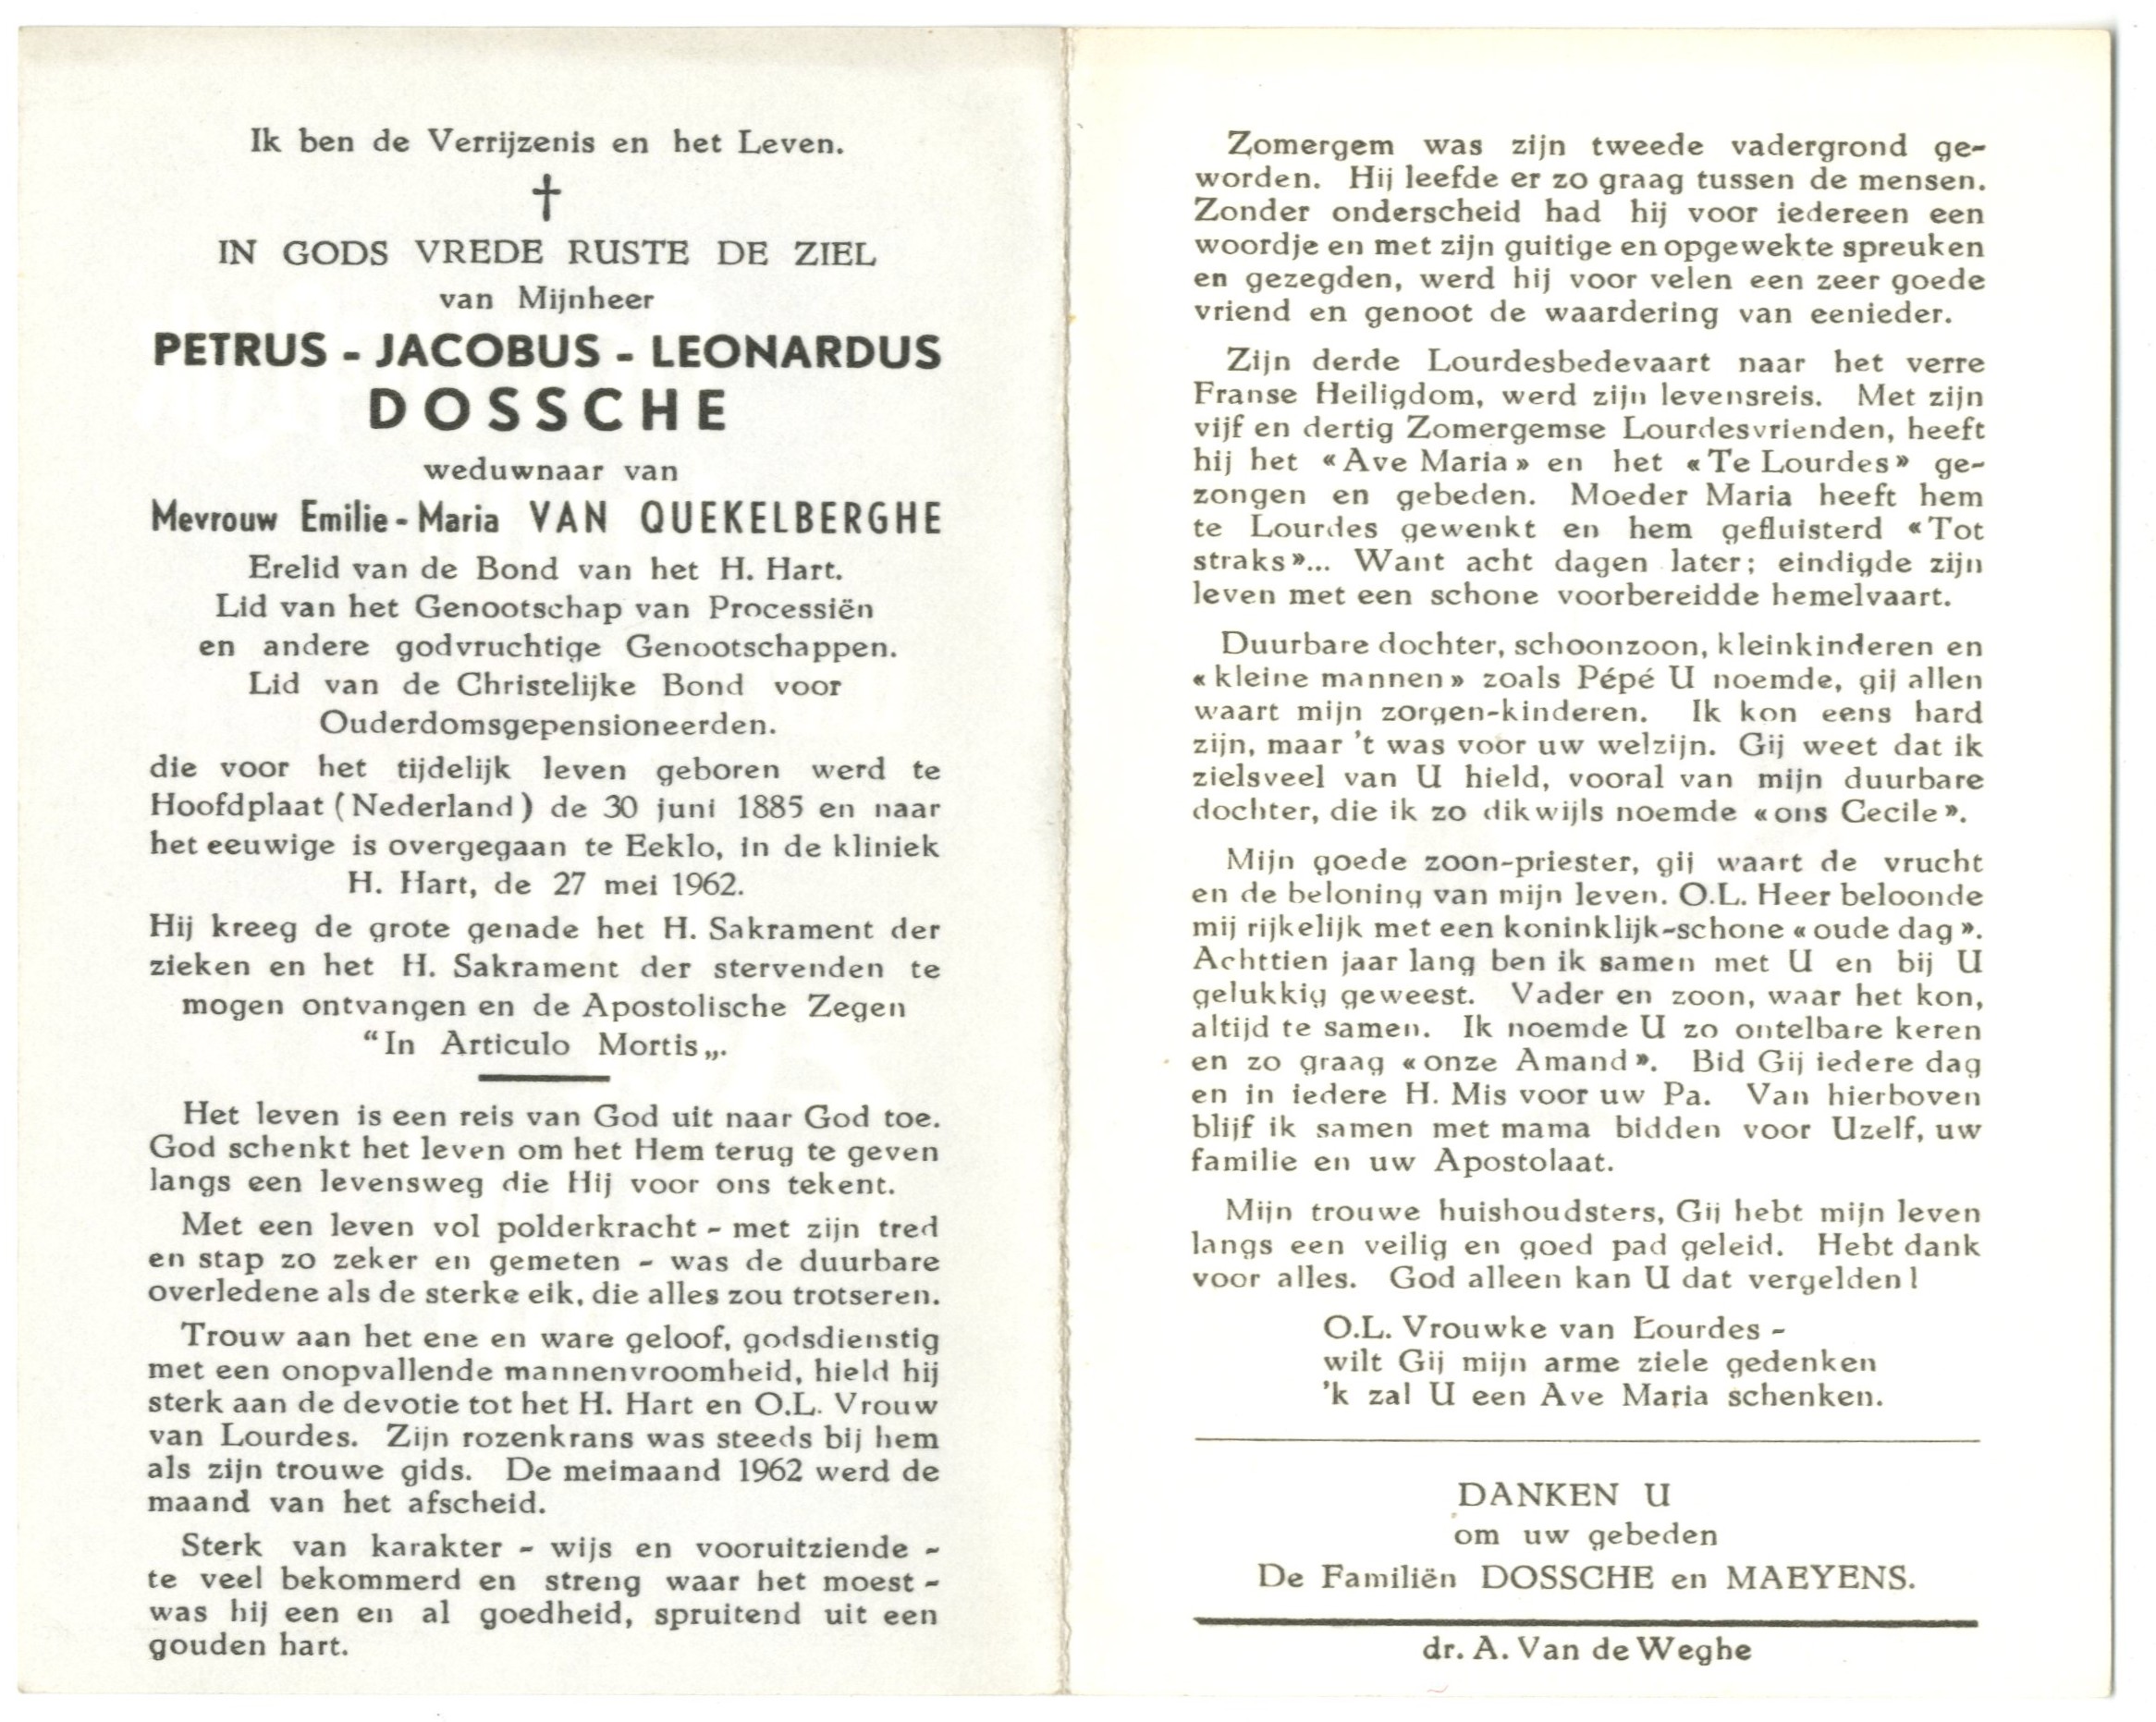 Ik ben de Verrijzenis en het Leven.
IN GODS VREDE RUSTE DE ZIEL
van Mijnheer
PETRUS - JACOBUS - LEONARDUS
DOSSCHE
weduwnaar van
Mevrouw Emilie - Maria VAN QUEKELBERGHE
Erelid van de Bond van het H. Hart.
Lid van het Genootschap van Processiën
en andere godvruchtige Genootschappen.
Lid van de Christelijke Bond voor
Ouderdomsgepensioneerden.
die voor het tijdelijk leven geboren werd te
Hoofdplaat (Nederland) de 30 juni 1885 en naar
het eeuwige is overgegaan te Eeklo, in de kliniek
H. Hart, de 27 mei 1962.
Hij kreeg de grote genade het H. Sakrament der
zieken en het H. Sakrament der stervenden te
mogen ontvangen en de Apostolische Zegen
“In Articulo Mortis„.
Het leven is een reis van God uit naar God toe.
God schenkt het leven om het Hem terug te geven
langs een levensweg die Hij voor ons tekent.
Met een leven vol polderkracht - met zijn tred
en stap zo zeker en gemeten - was de duurbare
overledene als de sterke eik, die alles zou trotseren.
Trouw aan het ene en ware geloof, godsdienstig
met een onopvallende mannenvroomheid, hield hij
sterk aan de devotie tot het H. Hart en O.L. Vrouw
van Lourdes. Zijn rozenkrans was steeds bij hem
als zijn trouwe gids. De meimaand 1962 werd de
maand van het afscheid.
Sterk van karakter - wijs en vooruitziende -
te veel bekommerd en streng waar het moest -
was hij een en al goedheid, spruitend uit een
gouden hart.
Zomergem was zijn tweede vadergrond ge-
worden. Hij leefde er zo graag tussen de mensen.
Zonder onderscheid had hij voor iedereen een
woordje en met zijn guitige en opgewekte spreuken
en gezegden, werd hij voor velen een zeer goede
vriend en genoot de waardering van eenieder.
Zijn derde Lourdesbedevaart naar het verre
Franse Heiligdom, werd zijn levensreis. Met zijn
vijf en dertig Zomergemse Lourdesvrienden, heeft
hij het «Ave Maria» en het «Te Lourdes» ge-
zongen en gebeden. Moeder Maria heeft hem
te Lourdes gewenkt en hem gefluisterd «Tot
straks»... Want acht dagen later; eindigde zijn
leven met een schone voorbereidde hemelvaart.
Duurbare dochter, schoonzoon, kleinkinderen en
«kleine mannen» zoals Pépé U noemde, gij allen
waart mijn zorgen-kinderen. Ik kon eens hard
zijn, maar 't was voor uw welzijn. Gij weet dat ik
zielsveel van U hield, vooral van mijn duurbare
dochter, die ik zo dikwijls noemde «ons Cecile».
Mijn goede zoon-priester, gij waart de vrucht
en de beloning van mijn leven. O.L. Heer beloonde
mij rijkelijk met een koninklijk-schone «oude dag».
Achttien jaar lang ben ik samen met U en bij U
gelukkig geweest. Vader en zoon, waar het kon,
altijd te samen. Ik noemde U zo ontelbare keren
en zo graag «onze Amand». Bid Gij iedere dag
en in iedere H. Mis voor uw Pa. Van hierboven
blijf ik samen met mama bidden voor Uzelf, uw
familie en uw Apostolaat.
Mijn trouwe huishoudsters, Gij hebt mijn leven
langs een veilig en goed pad geleid. Hebt dank
voor alles. God alleen kan U dat vergelden!
O.L. Vrouwke van Lourdes -
wilt Gij mijn arme ziele gedenken
'k zal U een Ave Maria schenken.
DANKEN U
om uw gebeden
De Familiën DOSSCHE en MAEYENS.
dr. A. Van de Weghe